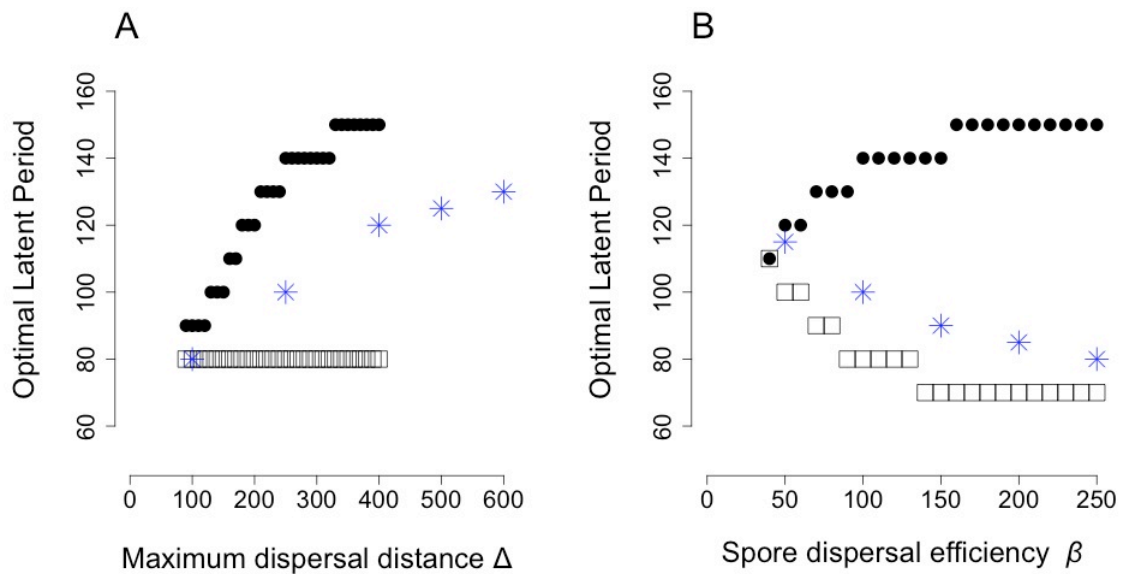 A
160
140
120
100
80
60
Optimal Latent Period
0 100 200 300 400 500 600
Maximum dispersal distance Δ
B
160
140
120
100
80
60
Optimal Latent Period
0 50 100 150 200 250
Spore dispersal efficiency β